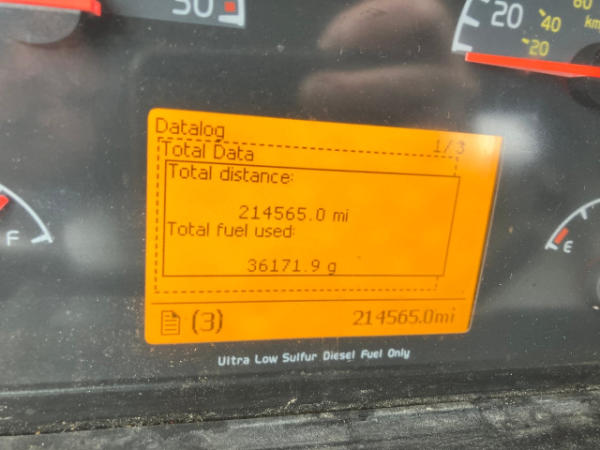 50
20
40
60
km
20
Datalog
1/3
Total Data
Total distance:
214565.0 mi
Total fuel used:
36171.9 g
F
E
(3)
214565.0mi
Ultra Low Sulfur Diesel Fuel Only